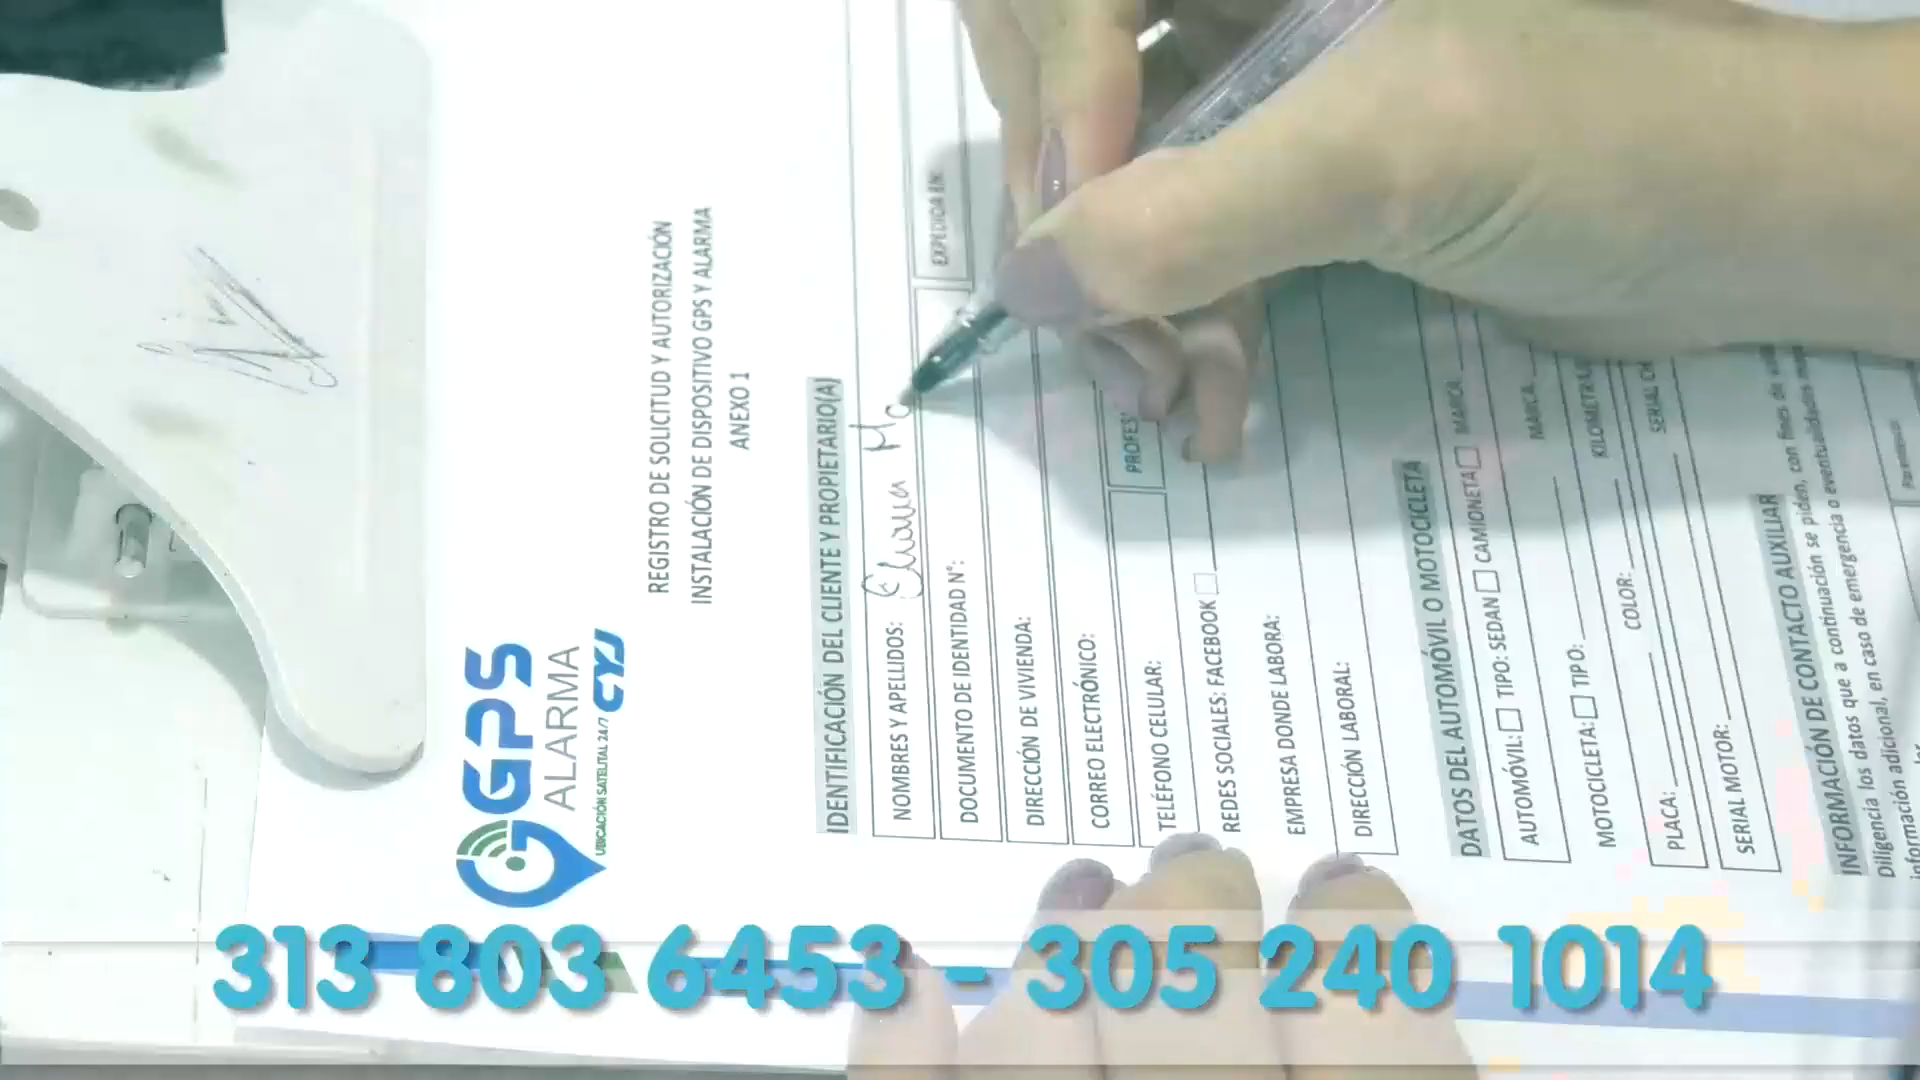 GPS
ALARMA
UBICACIÓN SATELITAL 24/7 CYJ
REGISTRO DE SOLICITUD Y AUTORIZACIÓN
INSTALACIÓN DE DISPOSITIVO GPS Y ALARMA
ANEXO 1
IDENTIFICACIÓN DEL CLIENTE Y PROPIETARIO(A)
NOMBRES Y APELLIDOS:
DOCUMENTO DE IDENTIDAD N°: EXPEDIDA EN:
DIRECCIÓN DE VIVIENDA:
CORREO ELECTRÓNICO:
TELÉFONO CELULAR: PROFES
REDES SOCIALES: FACEBOOK
EMPRESA DONDE LABORA:
DIRECCIÓN LABORAL:
DATOS DEL AUTOMÓVIL O MOTOCICLETA
AUTOMÓVIL: TIPO: SEDAN CAMIONETA MARCA
MOTOCICLETA: TIPO: MARCA
PLACA: COLOR: KILOMETRAJ
SERIAL MOTOR: SERIAL CH
INFORMACIÓN DE CONTACTO AUXILIAR
Diligencia los datos que a continuación se piden, con fines de
información adicional, en caso de emergencia o eventualidades
313 803 6453 - 305 240 1014